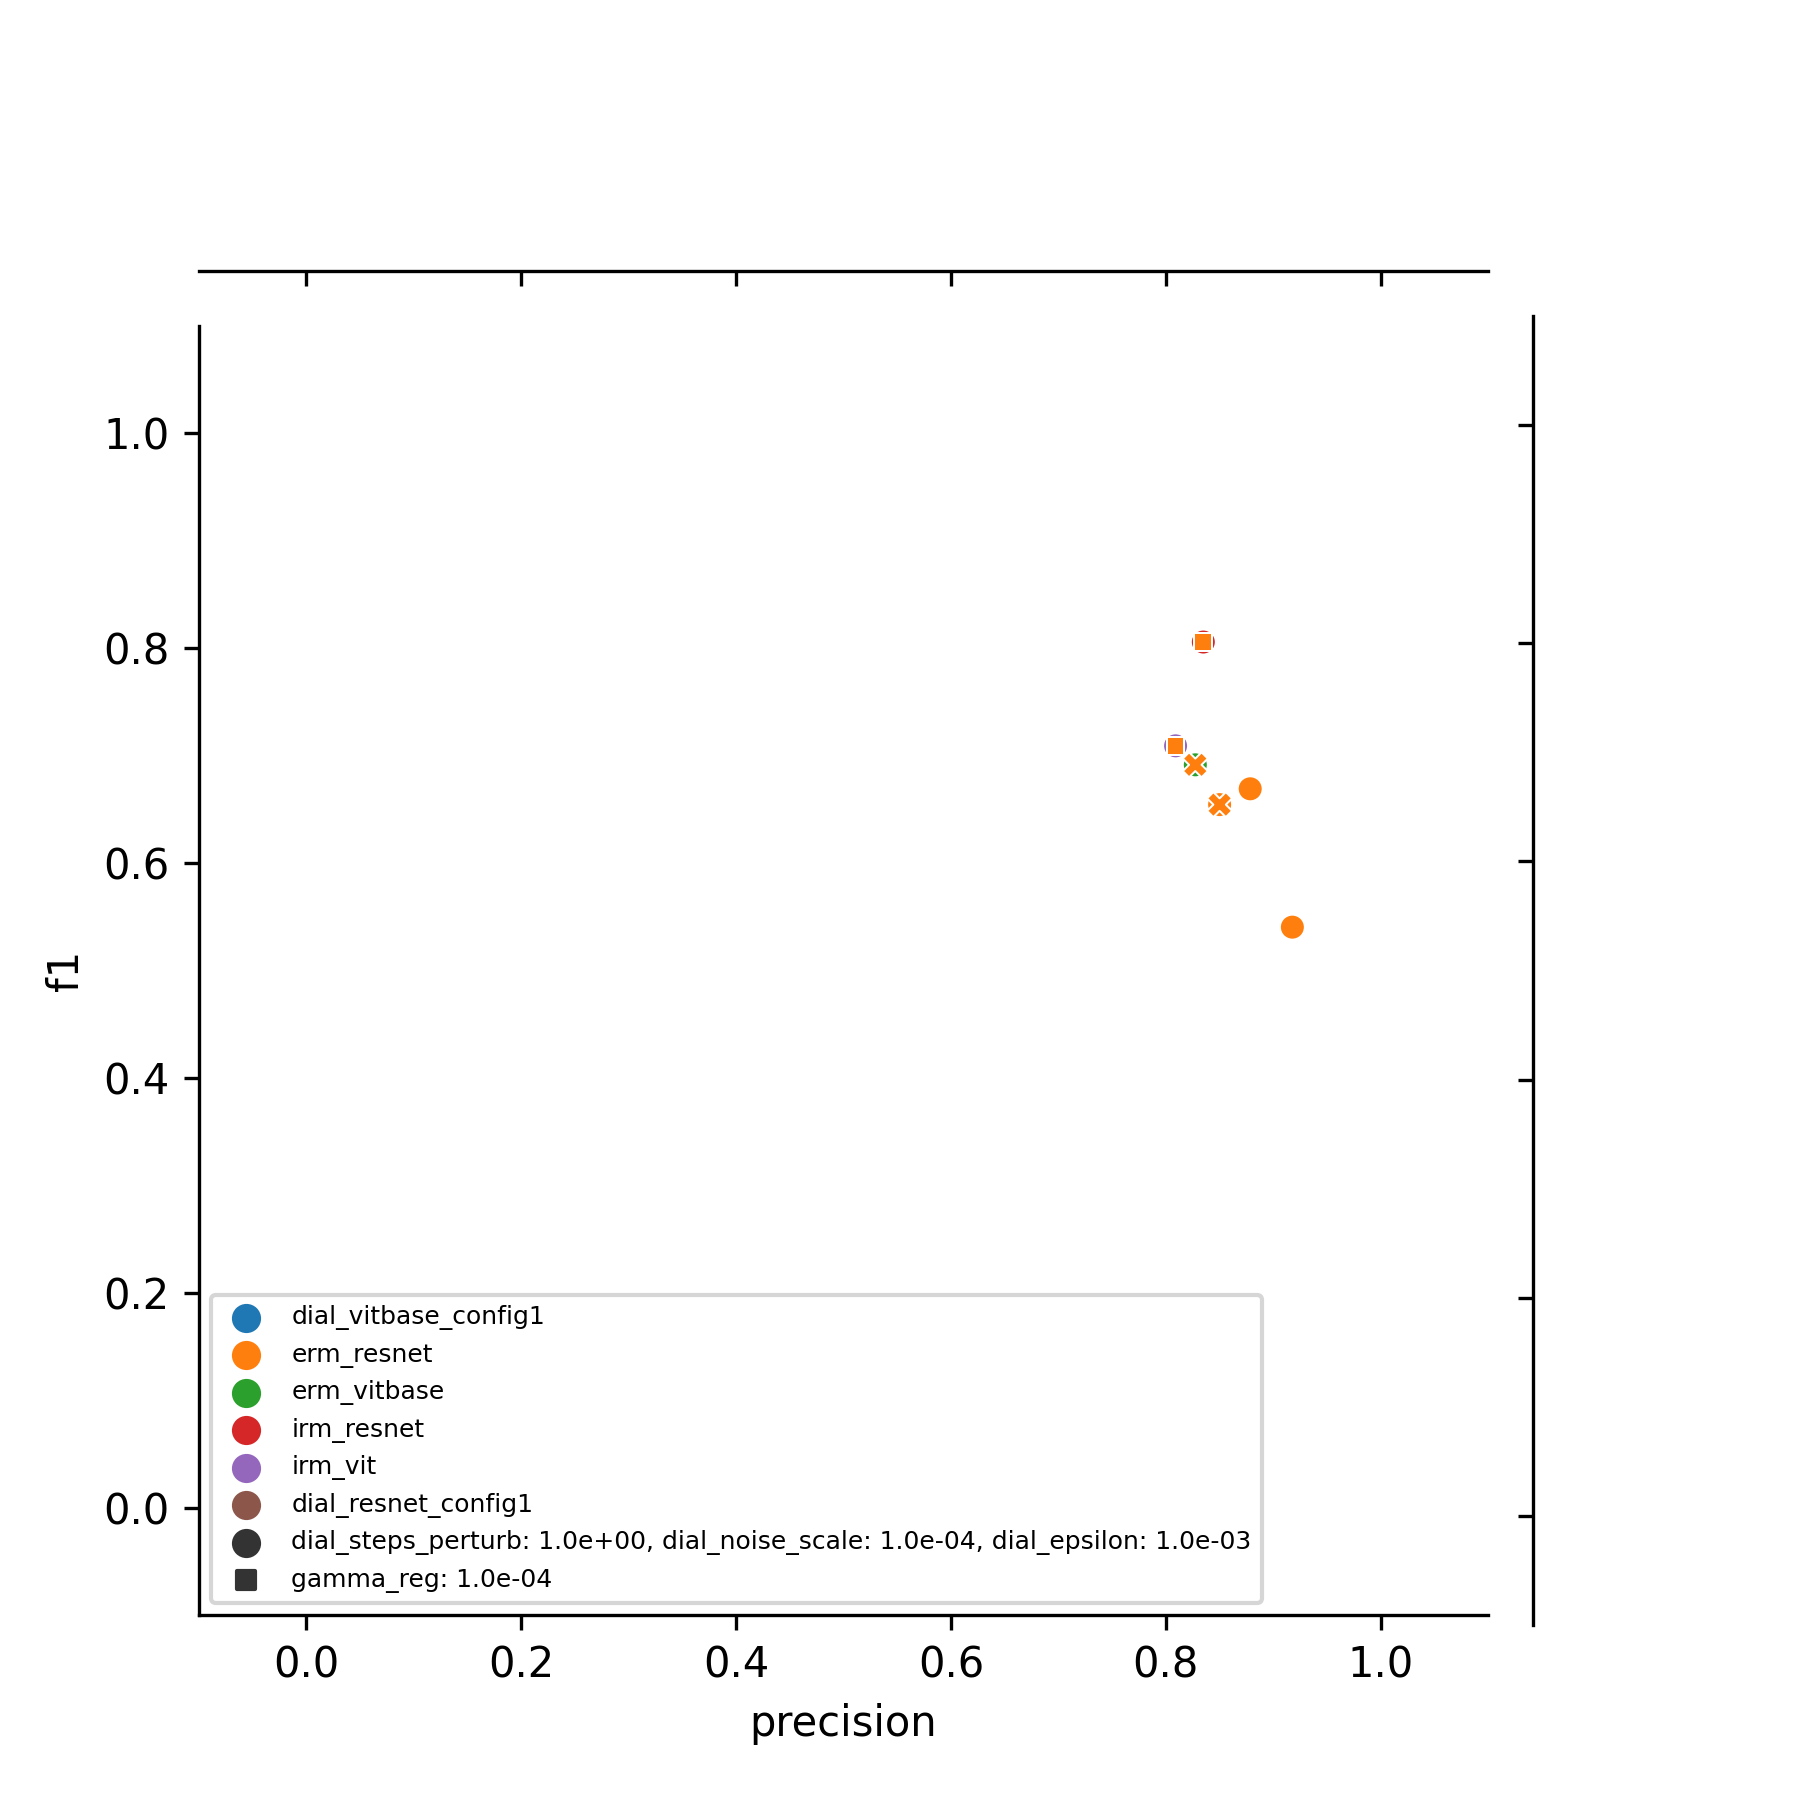 1.0
0.8
0.6
0.4
0.2
0.0
f1
dial_vitbase_config1
erm_resnet
erm_vitbase
irm_resnet
irm_vit
dial_resnet_config1
dial_steps_perturb: 1.0e+00, dial_noise_scale: 1.0e-04, dial_epsilon: 1.0e-03
gamma_reg: 1.0e-04
0.0 0.2 0.4 0.6 0.8 1.0
precision